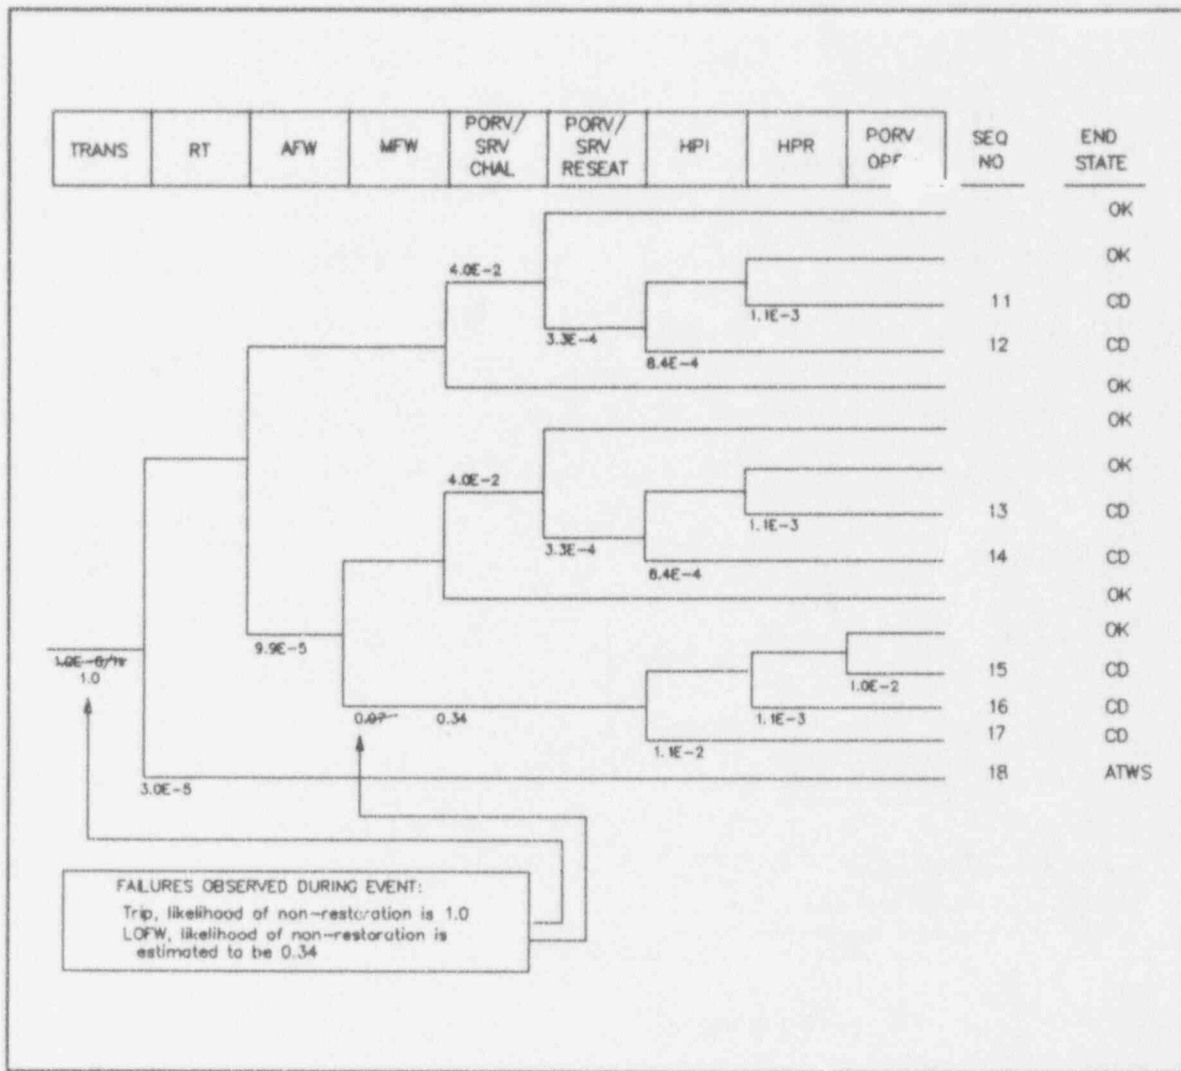 TRANS RT AFW MFW PORV/ SRV CHAL PORV/ SRV RESEAT HPI HPR PORV SEQ NO END STATE
OK
OK
4.0E-2
11 CD
1.1E-3
3.3E-4
12 CD
8.4E-4
OK
OK
OK
4.0E-2
13 CD
1.1E-3
3.3E-4
14 CD
8.4E-4
OK
OK
9.9E-5
1.0
15 CD
1.0E-2
16 CD
0.07 0.34
1.1E-3
17 CD
1.1E-2
18 ATWS
3.0E-5
FAILURES OBSERVED DURING EVENT:
Trip, likelihood of non-restoration is 1.0
LOFW, likelihood of non-restoration is
estimated to be 0.34